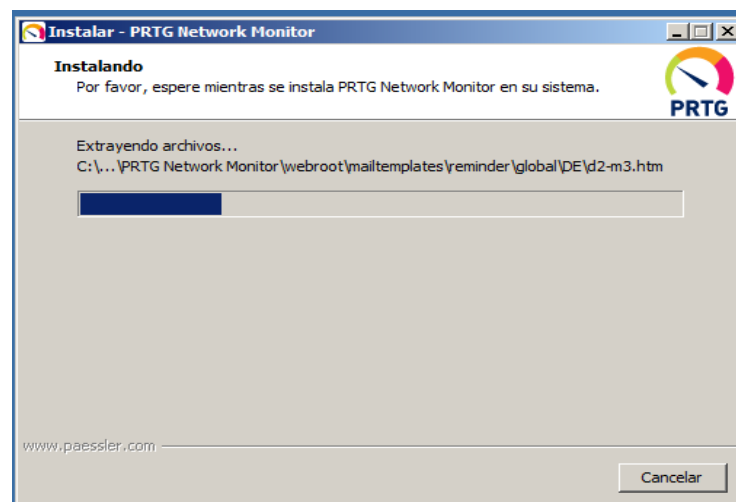 Instalar - PRTG Network Monitor
Instalando
Por favor, espere mientras se instala PRTG Network Monitor en su sistema.
PRTG
Extrayendo archivos...
C:\...\PRTG Network Monitor\webroot\mailtemplates\reminder\global\DE\d2-m3.htm
www.paessler.com
Cancelar